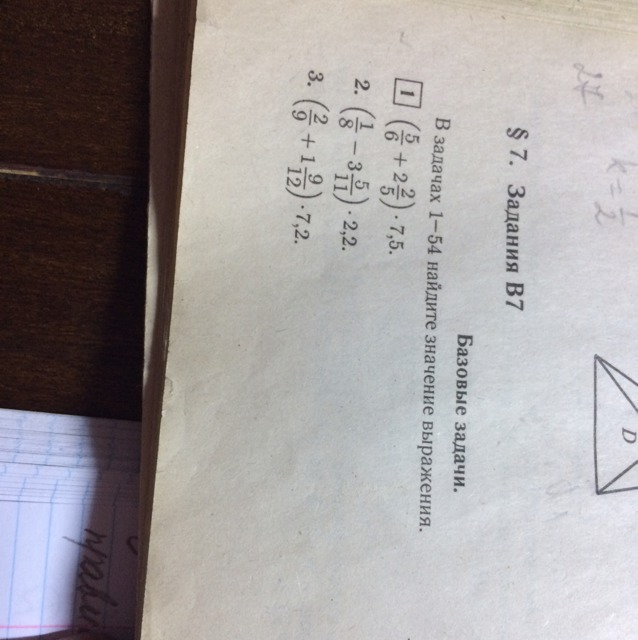 § 7. Задания В7
Базовые задачи.
В задачах 1—54 найдите значение выражения.
1 (5/6 + 2 2/5) · 7,5.
2. (1/8 − 3 5/11) · 2,2.
3. (2/9 + 1 9/12) · 7,2.
D